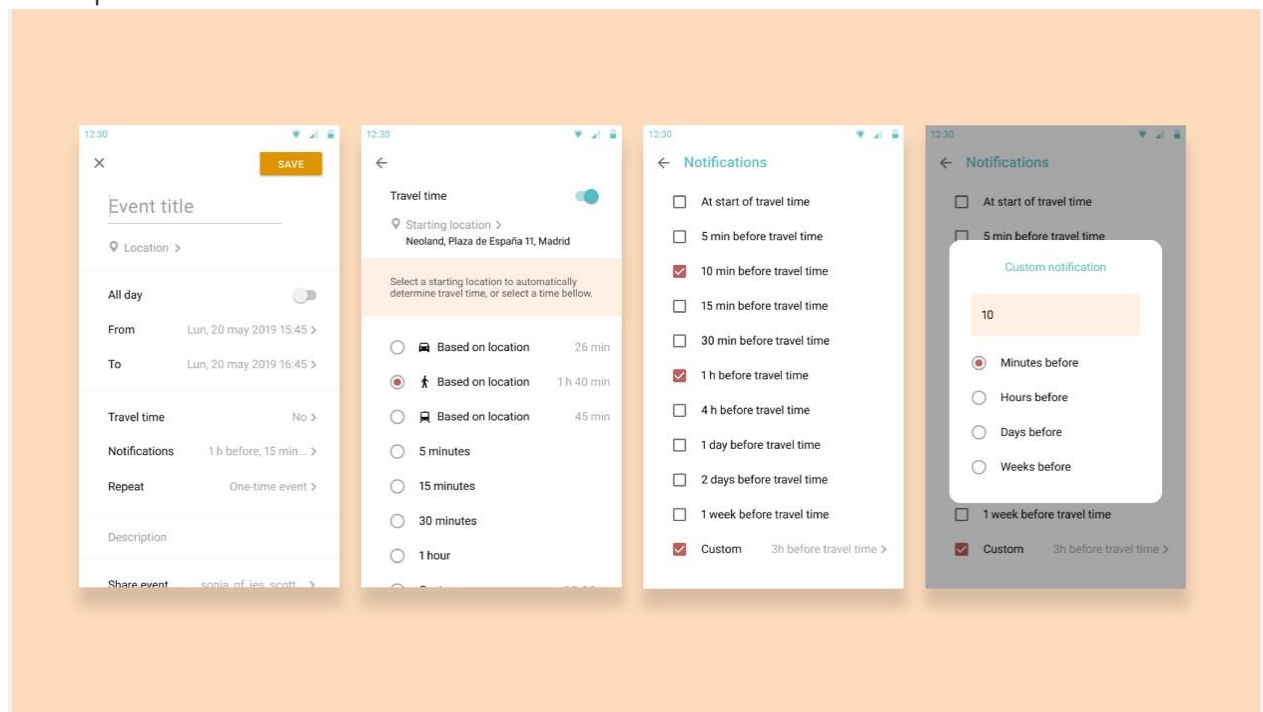 12:30
SAVE
Event title
Location >
All day
From Lun, 20 may 2019 15:45 >
To Lun, 20 may 2019 16:45 >
Travel time No >
Notifications 1 h before, 15 min... >
Repeat One-time event >
Description
Share event
12:30
Travel time
Starting location >
Neoland, Plaza de España 11, Madrid
Select a starting location to automatically
determine travel time, or select a time bellow.
Based on location 26 min
Based on location 1 h 40 min
Based on location 45 min
5 minutes
15 minutes
30 minutes
1 hour
12:30
Notifications
At start of travel time
5 min before travel time
10 min before travel time
15 min before travel time
30 min before travel time
1 h before travel time
4 h before travel time
1 day before travel time
2 days before travel time
1 week before travel time
Custom 3h before travel time >
12:30
Notifications
At start of travel time
5 min before travel time
Custom notification
10
Minutes before
Hours before
Days before
Weeks before
1 week before travel time
Custom 3h before travel time >